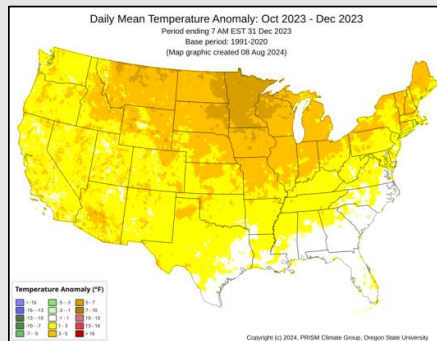 Daily Mean Temperature Anomaly: Oct 2023 - Dec 2023
Period ending 7 AM EST 31 Dec 2023
Base period: 1991-2020
(Map graphic created 08 Aug 2024)
Temperature Anomaly (°F)
< -16
-5 - -3
5 - 7
-16 - -13
-3 - -1
7 - 10
-13 - -10
-1 - 1
10 - 13
-10 - -7
1 - 3
13 - 16
-7 - -5
3 - 5
> 16
Copyright (c) 2024, PRISM Climate Group, Oregon State University